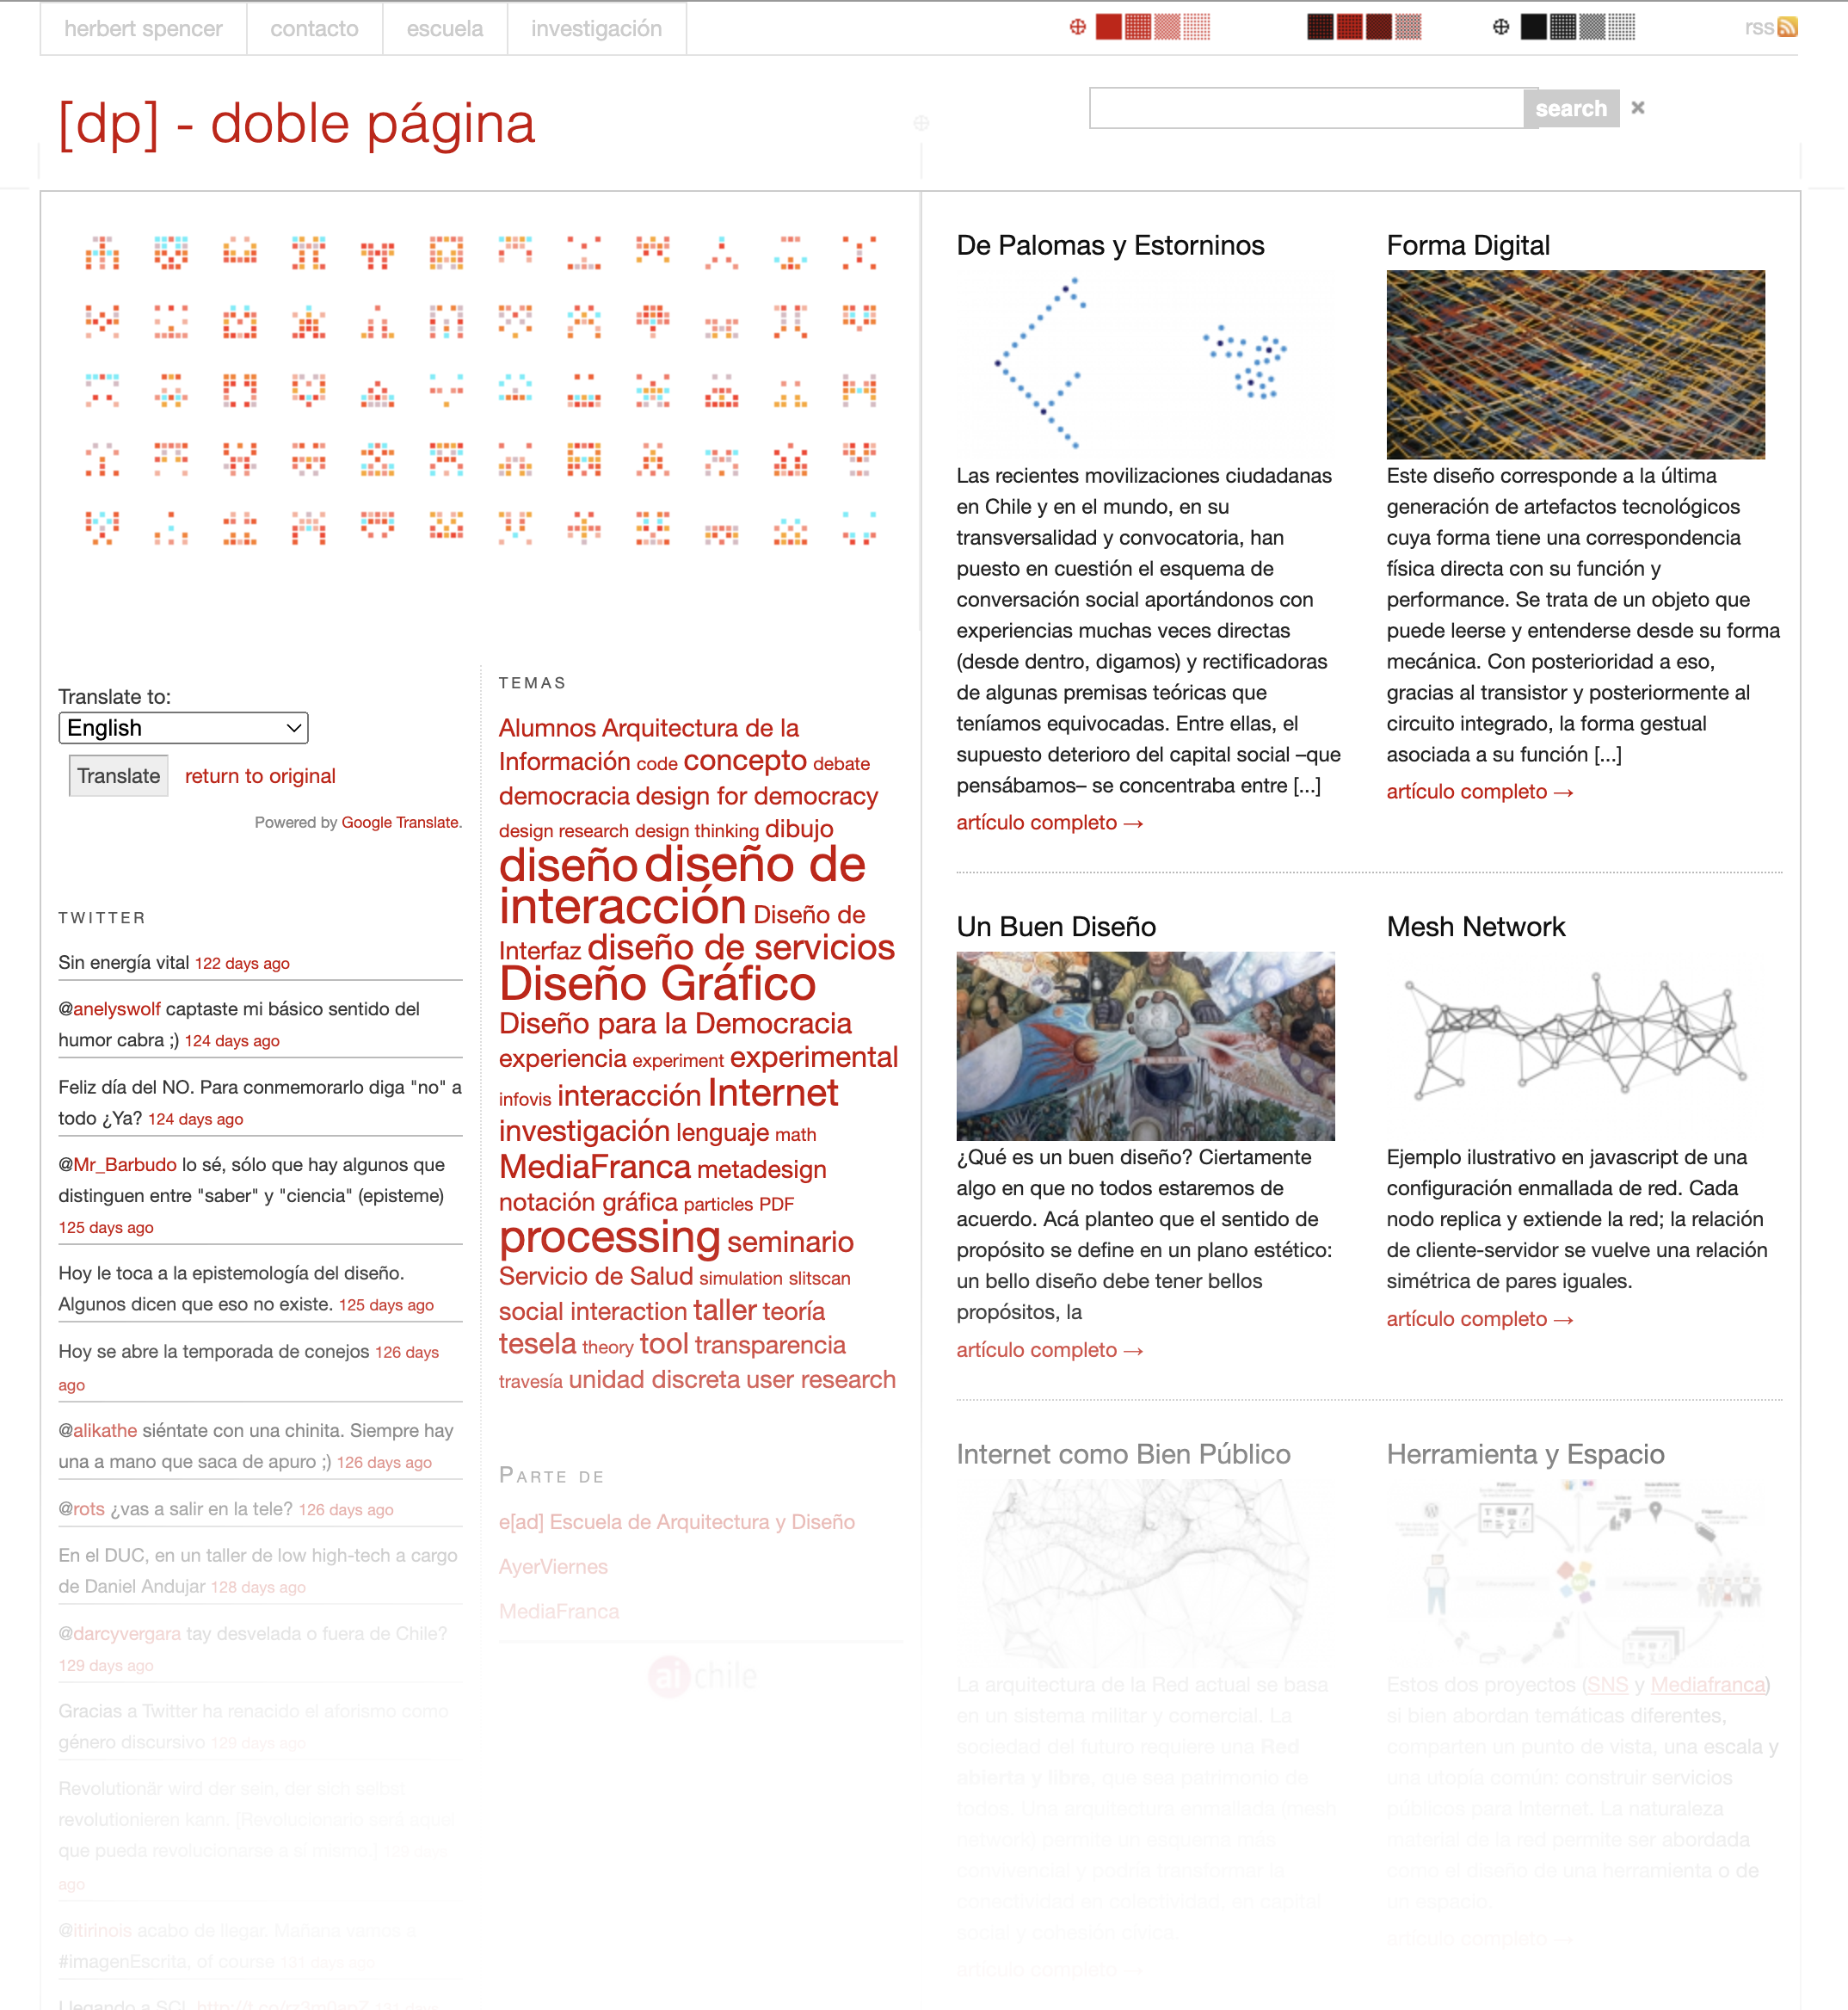 herbert spencer
contacto
escuela
investigación
rss
[dp] - doble página
search
Translate to:
English
Translate
return to original
Powered by Google Translate.
TWITTER
Sin energía vital 122 days ago
@anelyswolf captaste mi básico sentido del
humor cabra ;) 124 days ago
Feliz día del NO. Para conmemorarlo diga "no" a
todo ¿Ya? 124 days ago
@Mr_Barbudo lo sé, sólo que hay algunos que
distinguen entre "saber" y "ciencia" (episteme)
125 days ago
Hoy le toca a la epistemología del diseño.
Algunos dicen que eso no existe. 125 days ago
Hoy se abre la temporada de conejos 126 days
ago
@alikathe siéntate con una chinita. Siempre hay
una a mano que saca de apuro ;) 126 days ago
@rots ¿vas a salir en la tele? 126 days ago
En el DUC, en un taller de low high-tech a cargo
de Daniel Andujar 128 days ago
@darcyvergara tay desvelada o fuera de Chile?
129 days ago
Gracias a Twitter ha renacido el aforismo como
género discursivo 129 days ago
Revolutionär wird der sein, der sich selbst
revolutionieren kann. [Revolucionario será aquel
que pueda revolucionarse a sí mismo.] 129 days
ago
@itirinois acabo de llegar. Mañana vamos a
#imagenEscrita, of course 131 days ago
Llegando a SCL
TEMAS
Alumnos Arquitectura de la
Información code concepto debate
democracia design for democracy
design research design thinking dibujo
diseño diseño de
interacción Diseño de
Interfaz diseño de servicios
Diseño Gráfico
Diseño para la Democracia
experiencia experiment experimental
infovis interacción Internet
investigación lenguaje math
MediaFranca metadesign
notación gráfica particles PDF
processing seminario
Servicio de Salud simulation slitscan
social interaction taller teoría
tesela theory tool transparencia
travesía unidad discreta user research
PARTE DE
e[ad] Escuela de Arquitectura y Diseño
AyerViernes
MediaFranca
ai chile
De Palomas y Estorninos
Las recientes movilizaciones ciudadanas
en Chile y en el mundo, en su
transversalidad y convocatoria, han
puesto en cuestión el esquema de
conversación social aportándonos con
experiencias muchas veces directas
(desde dentro, digamos) y rectificadoras
de algunas premisas teóricas que
teníamos equivocadas. Entre ellas, el
supuesto deterioro del capital social –que
pensábamos– se concentraba entre [...]
artículo completo →
Forma Digital
Este diseño corresponde a la última
generación de artefactos tecnológicos
cuya forma tiene una correspondencia
física directa con su función y
performance. Se trata de un objeto que
puede leerse y entenderse desde su forma
mecánica. Con posterioridad a eso,
gracias al transistor y posteriormente al
circuito integrado, la forma gestual
asociada a su función [...]
artículo completo →
Un Buen Diseño
¿Qué es un buen diseño? Ciertamente
algo en que no todos estaremos de
acuerdo. Acá planteo que el sentido de
propósito se define en un plano estético:
un bello diseño debe tener bellos
propósitos, la
artículo completo →
Mesh Network
Ejemplo ilustrativo en javascript de una
configuración enmallada de red. Cada
nodo replica y extiende la red; la relación
de cliente-servidor se vuelve una relación
simétrica de pares iguales.
artículo completo →
Internet como Bien Público
La arquitectura de la Red actual se basa
en un sistema militar y comercial. La
sociedad del futuro requiere una Red
abierta y libre, que sea patrimonio de
todos. Una arquitectura enmallada (mesh
network) permite un esquema más
convivencial y podría transformar la
conectividad en colectividad, en capital
social y cohesión cívica.
artículo completo →
Herramienta y Espacio
Estos dos proyectos (SNS y Mediafranca)
si bien abordan temáticas diferentes,
comparten un punto de vista, una escala y
una utopía común: construir servicios
públicos para Internet. La naturaleza
material de la red permite ser abordada
como el diseño de una herramienta o de
un espacio.
artículo completo →